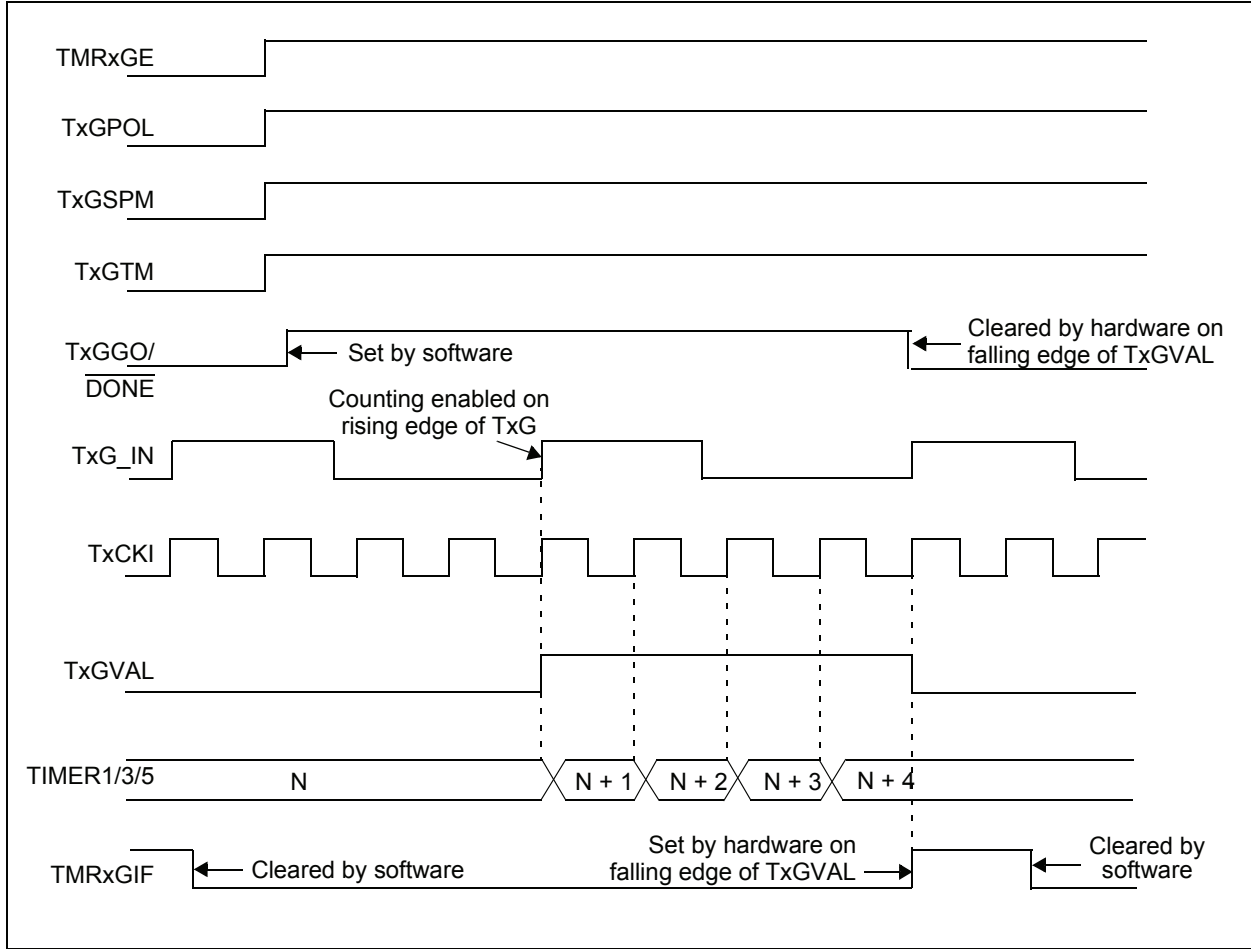 TMRxGE
TxGPOL
TxGSPM
TxGTM
TxGGO/
DONE
Set by software
Cleared by hardware on
falling edge of TxGVAL
Counting enabled on
rising edge of TxG
TxG_IN
TxCKI
TxGVAL
TIMER1/3/5
N
N + 1
N + 2
N + 3
N + 4
TMRxGIF
Cleared by software
Set by hardware on
falling edge of TxGVAL
Cleared by
software